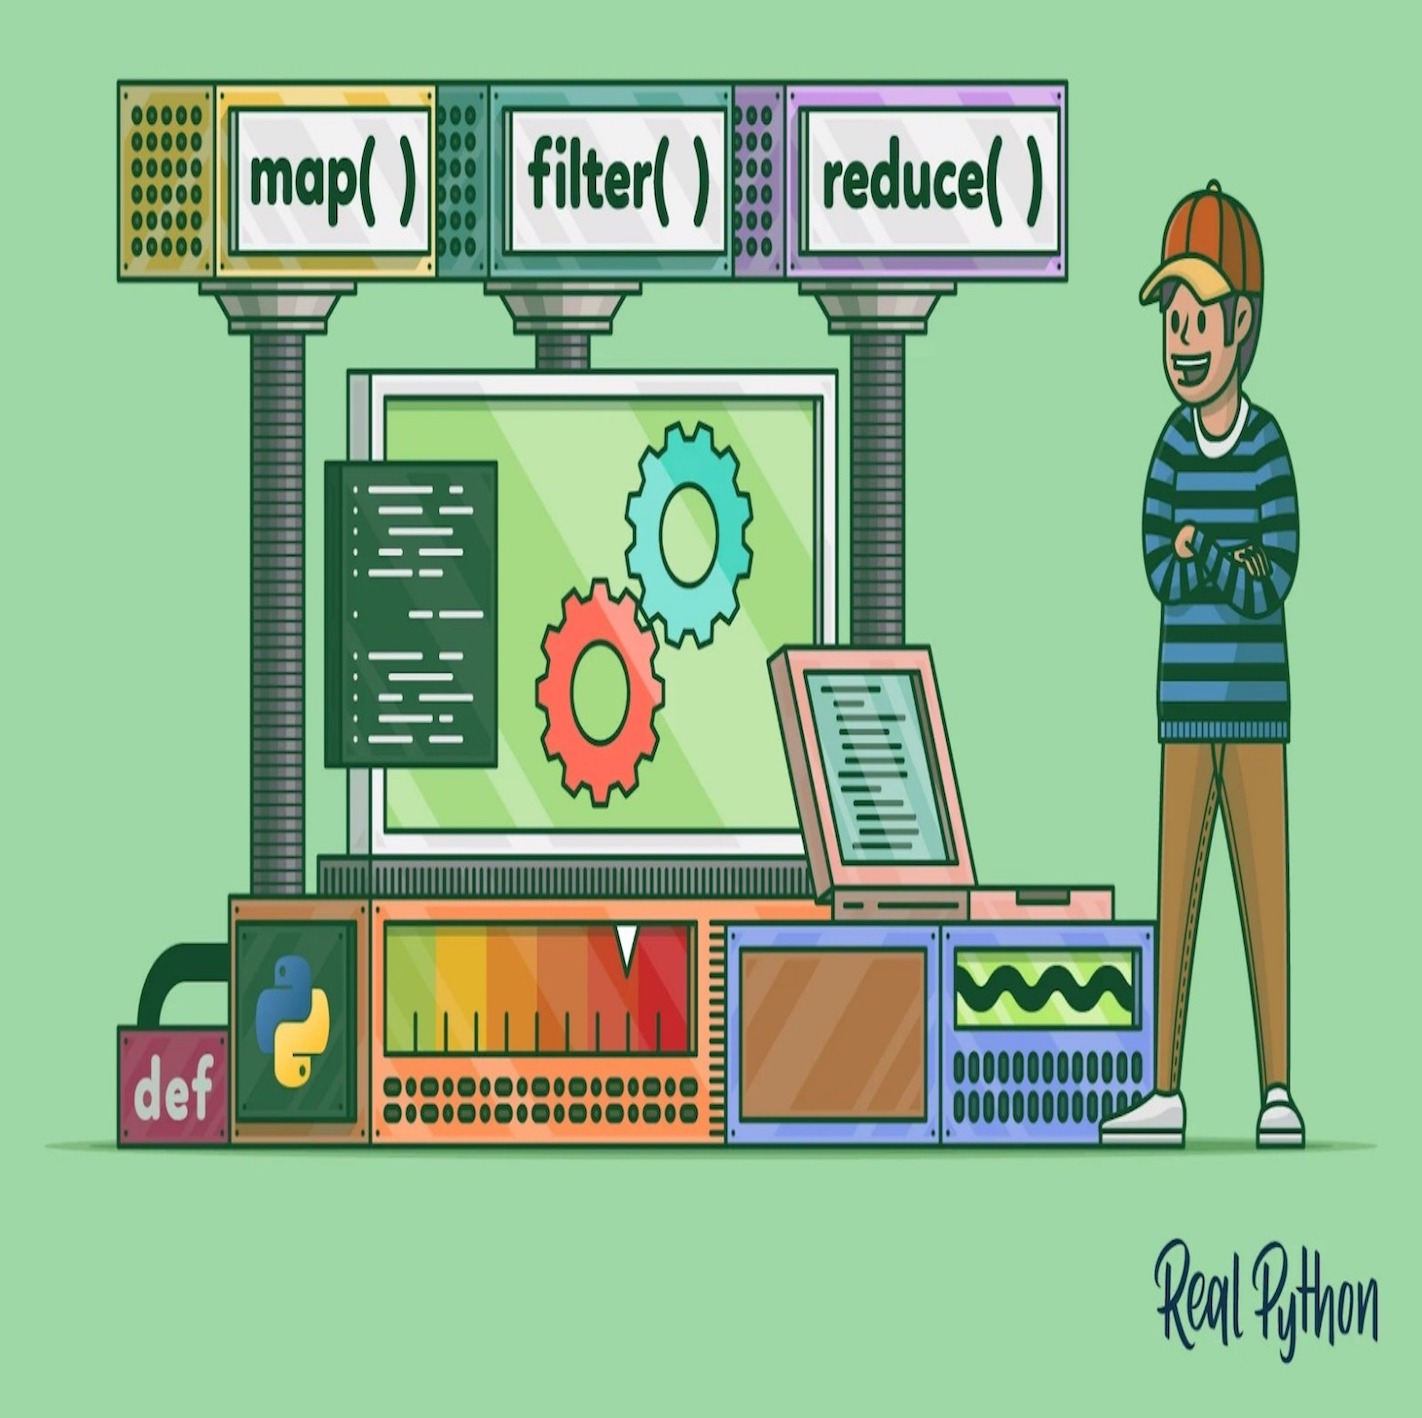 map( ) filter( ) reduce( )
def
Real Python